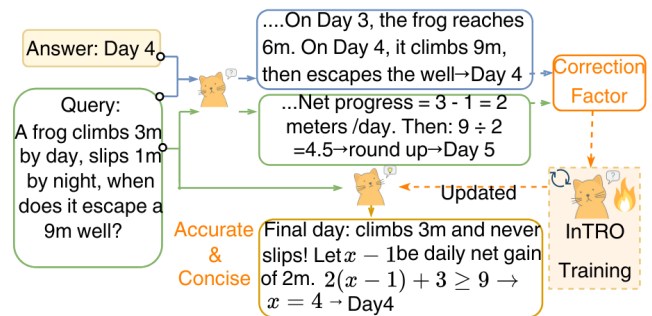 Answer: Day 4
Query:
A frog climbs 3m
by day, slips 1m
by night, when
does it escape a
9m well?
....On Day 3, the frog reaches
6m. On Day 4, it climbs 9m,
then escapes the well→Day 4
...Net progress = 3 - 1 = 2
meters /day. Then: 9 ÷ 2
=4.5→round up→Day 5
Correction
Factor
Updated
InTRO
Training
Accurate
&
Concise
Final day: climbs 3m and never
slips! Let x − 1 be daily net gain
of 2m. 2(x − 1) + 3 ≥ 9 →
x = 4 → Day4